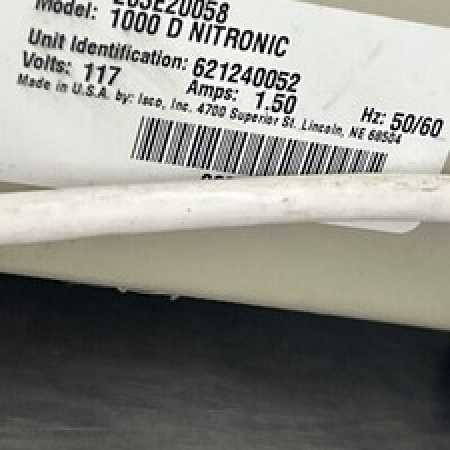 203E20058
Model: 1000 D NITRONIC
Unit Identification: 621240052
Volts: 117 Amps: 1.50 Hz: 50/60
Made in U.S.A. by: Isco, Inc. 4700 Superior St. Lincoln, NE 68504